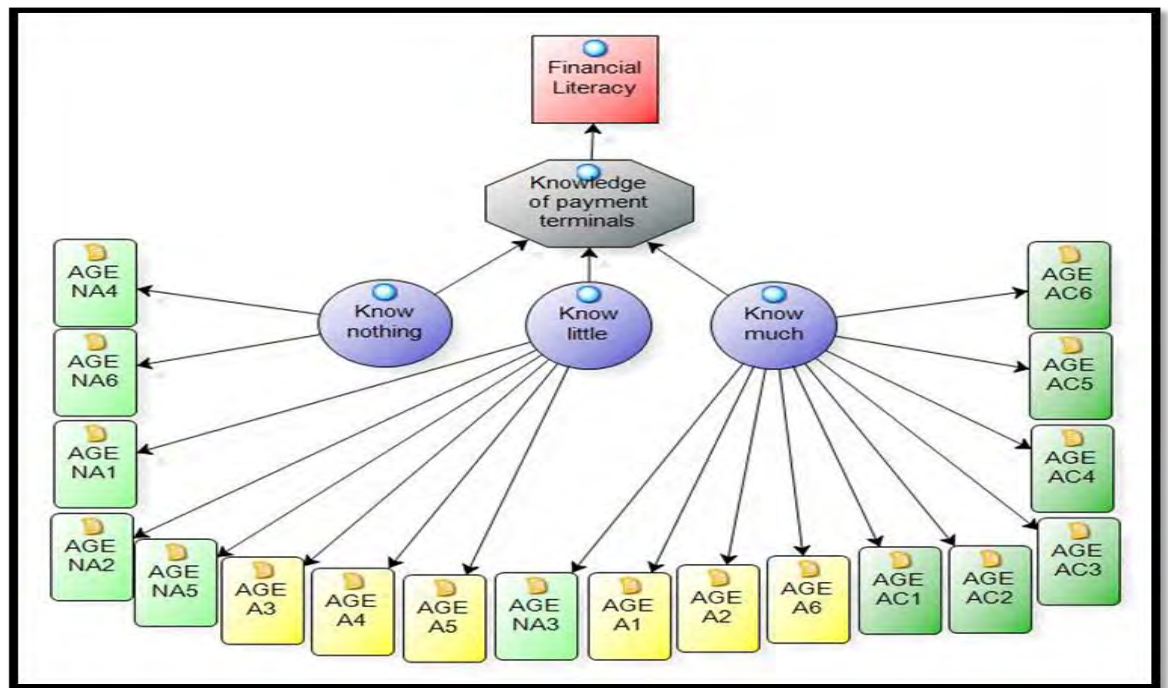 Financial
Literacy
Knowledge
of payment
terminals
Know
nothing
Know
little
Know
much
AGE
NA4
AGE
NA6
AGE
NA1
AGE
NA2
AGE
NA5
AGE
A3
AGE
A4
AGE
A5
AGE
NA3
AGE
A1
AGE
A2
AGE
A6
AGE
AC1
AGE
AC2
AGE
AC3
AGE
AC4
AGE
AC5
AGE
AC6